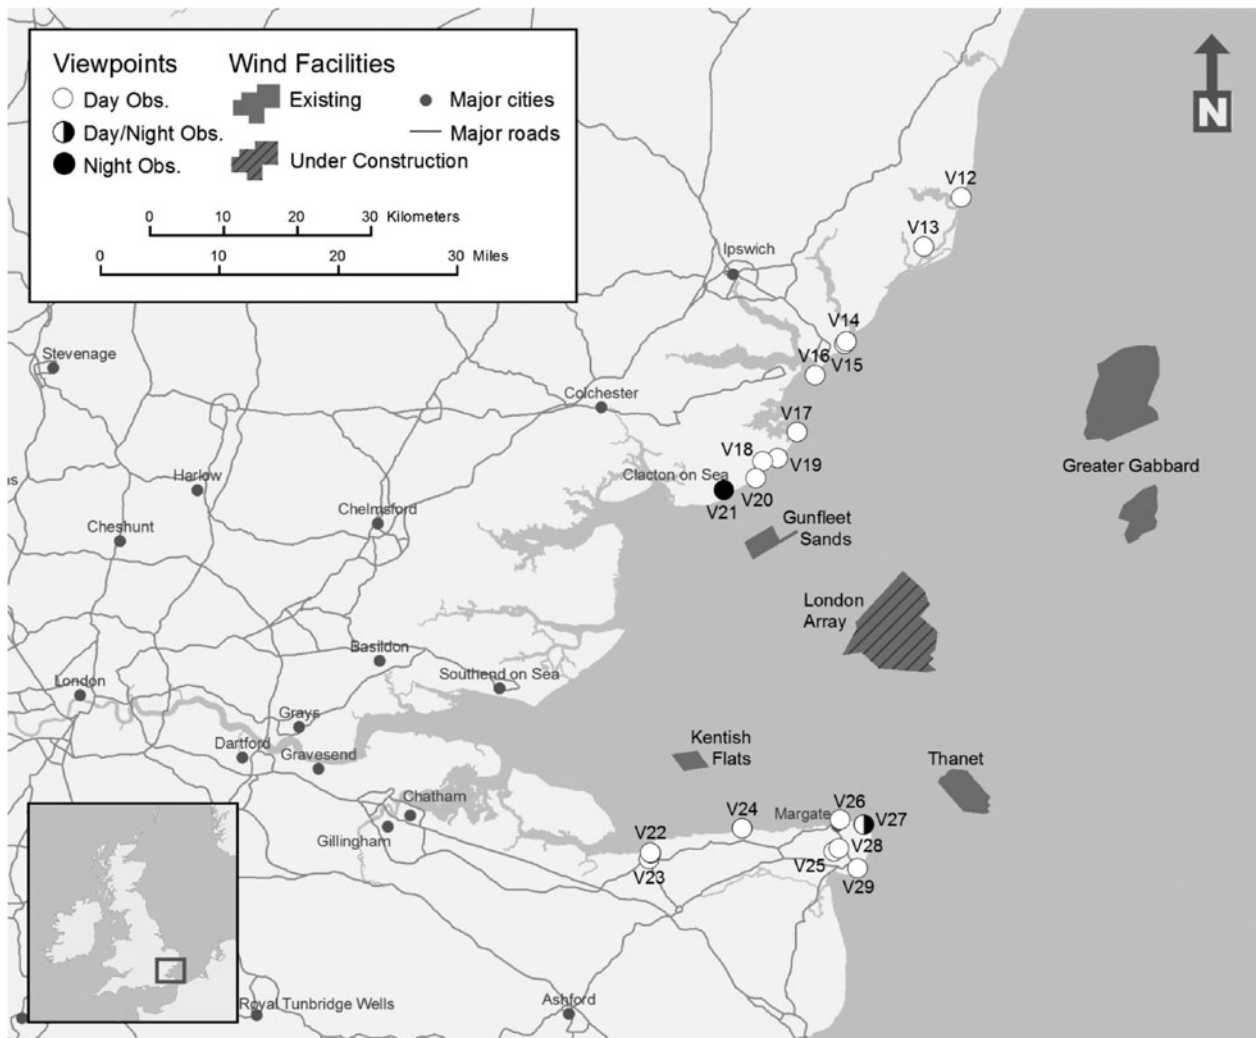 Viewpoints
Day Obs.
Day/Night Obs.
Night Obs.
Wind Facilities
Existing
Under Construction
Major cities
Major roads
0 10 20 30 Kilometers
0 10 20 30 Miles
N
V12
V13
Ipswich
V14
V15
V16
Stevenage
Colchester
V17
V18
V19
Clacton on Sea
V20
V21
Greater Gabbard
Harlow
Chelmsford
Cheshunt
Gunfleet
Sands
London
Array
Basildon
Southend on Sea
London
Grays
Dartford
Gravesend
Kentish
Flats
Thanet
Chatham
Gillingham
V24
Margate
V26
V27
V22
V23
V25
V28
V29
Royal Tunbridge Wells
Ashford